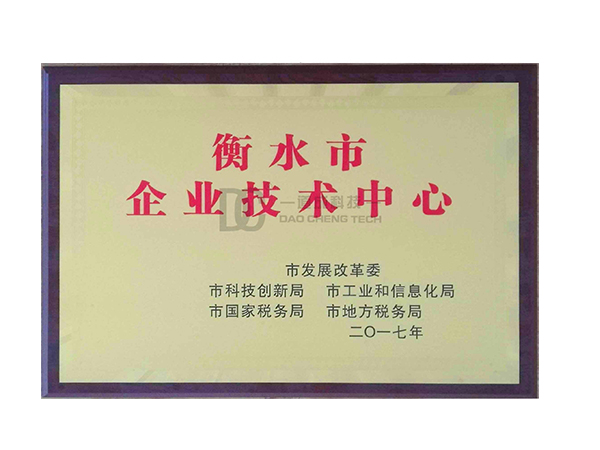 衡水市
企业技术中心
DAO CHENG TECH
市发展改革委
市科技创新局 市工业和信息化局
市国家税务局 市地方税务局
二〇一七年